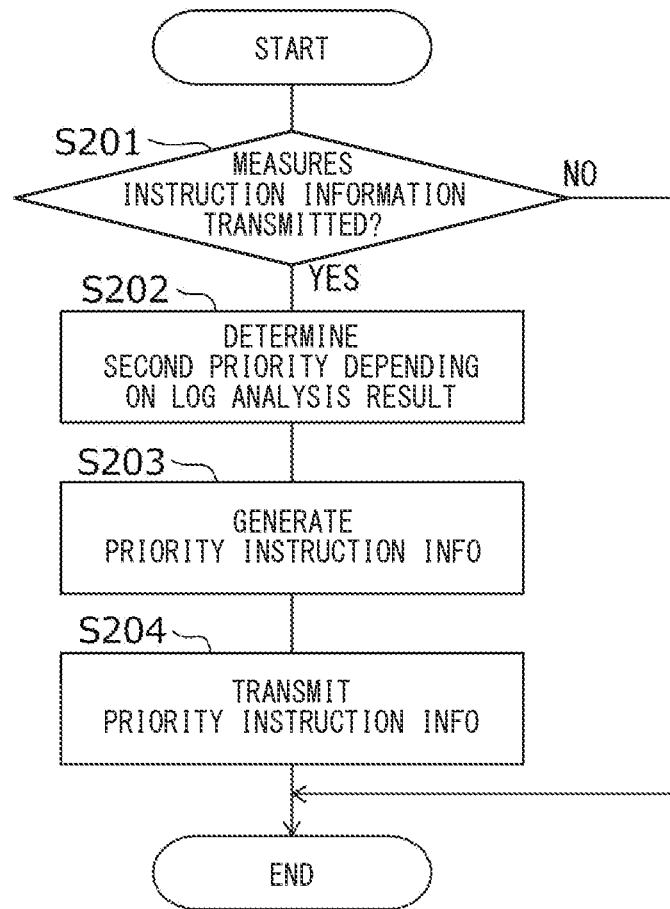 START
S201
MEASURES
INSTRUCTION INFORMATION
TRANSMITTED?
NO
YES
S202
DETERMINE
SECOND PRIORITY DEPENDING
ON LOG ANALYSIS RESULT
S203
GENERATE
PRIORITY INSTRUCTION INFO
S204
TRANSMIT
PRIORITY INSTRUCTION INFO
END